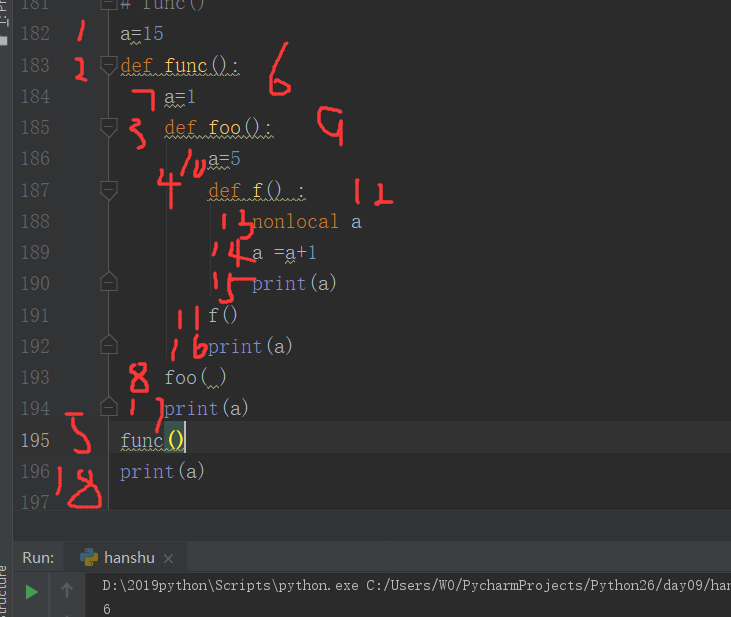 181 # func()
1 182 a=15
2 183 def func(): 6
184 7 a=1
185 3 def foo(): 9
186 10 a=5
187 4 def f() : 12
188 13 nonlocal a
189 14 a =a+1
190 15 print(a)
191 11 f()
192 16 print(a)
193 8 foo( )
194 17 print(a)
195 5 func()
196 18 print(a)
197
Run: hanshu ×
D:\2019python\Scripts\python.exe C:/Users/WO/PycharmProjects/Python26/day09/han
6